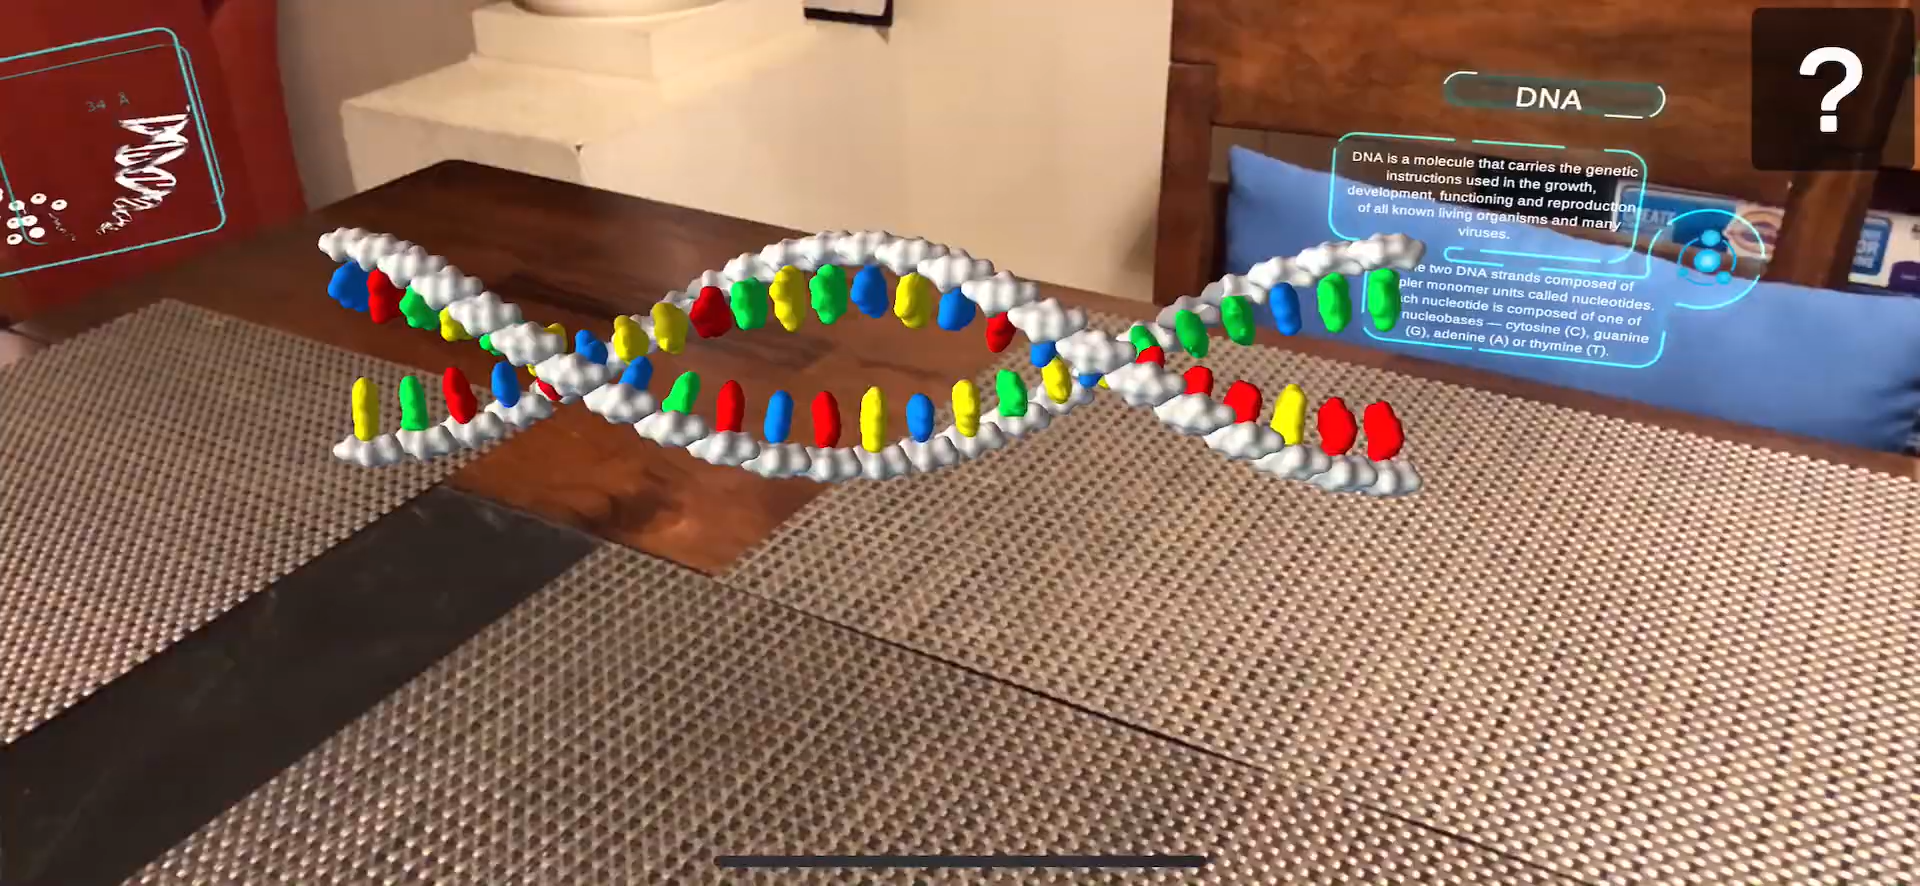 34 Å
DNA
?
DNA is a molecule that carries the genetic
instructions used in the growth,
development, functioning and reproduction
of all known living organisms and many
viruses.
two DNA strands composed of
monomer units called nucleotides.
nucleotide is composed of one of
nucleobases — cytosine (C), guanine
(G), adenine (A) or thymine (T).